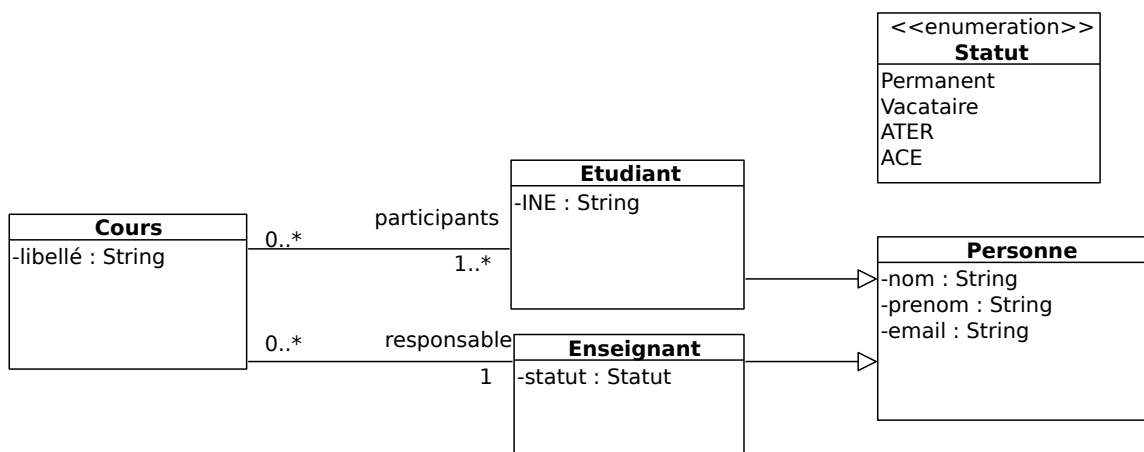 <<enumeration>>
Statut
Permanent
Vacataire
ATER
ACE
Etudiant
-INE : String
participants
0..*
1..*
Cours
-libellé : String
Personne
-nom : String
-prenom : String
-email : String
responsable
0..*
1
Enseignant
-statut : Statut